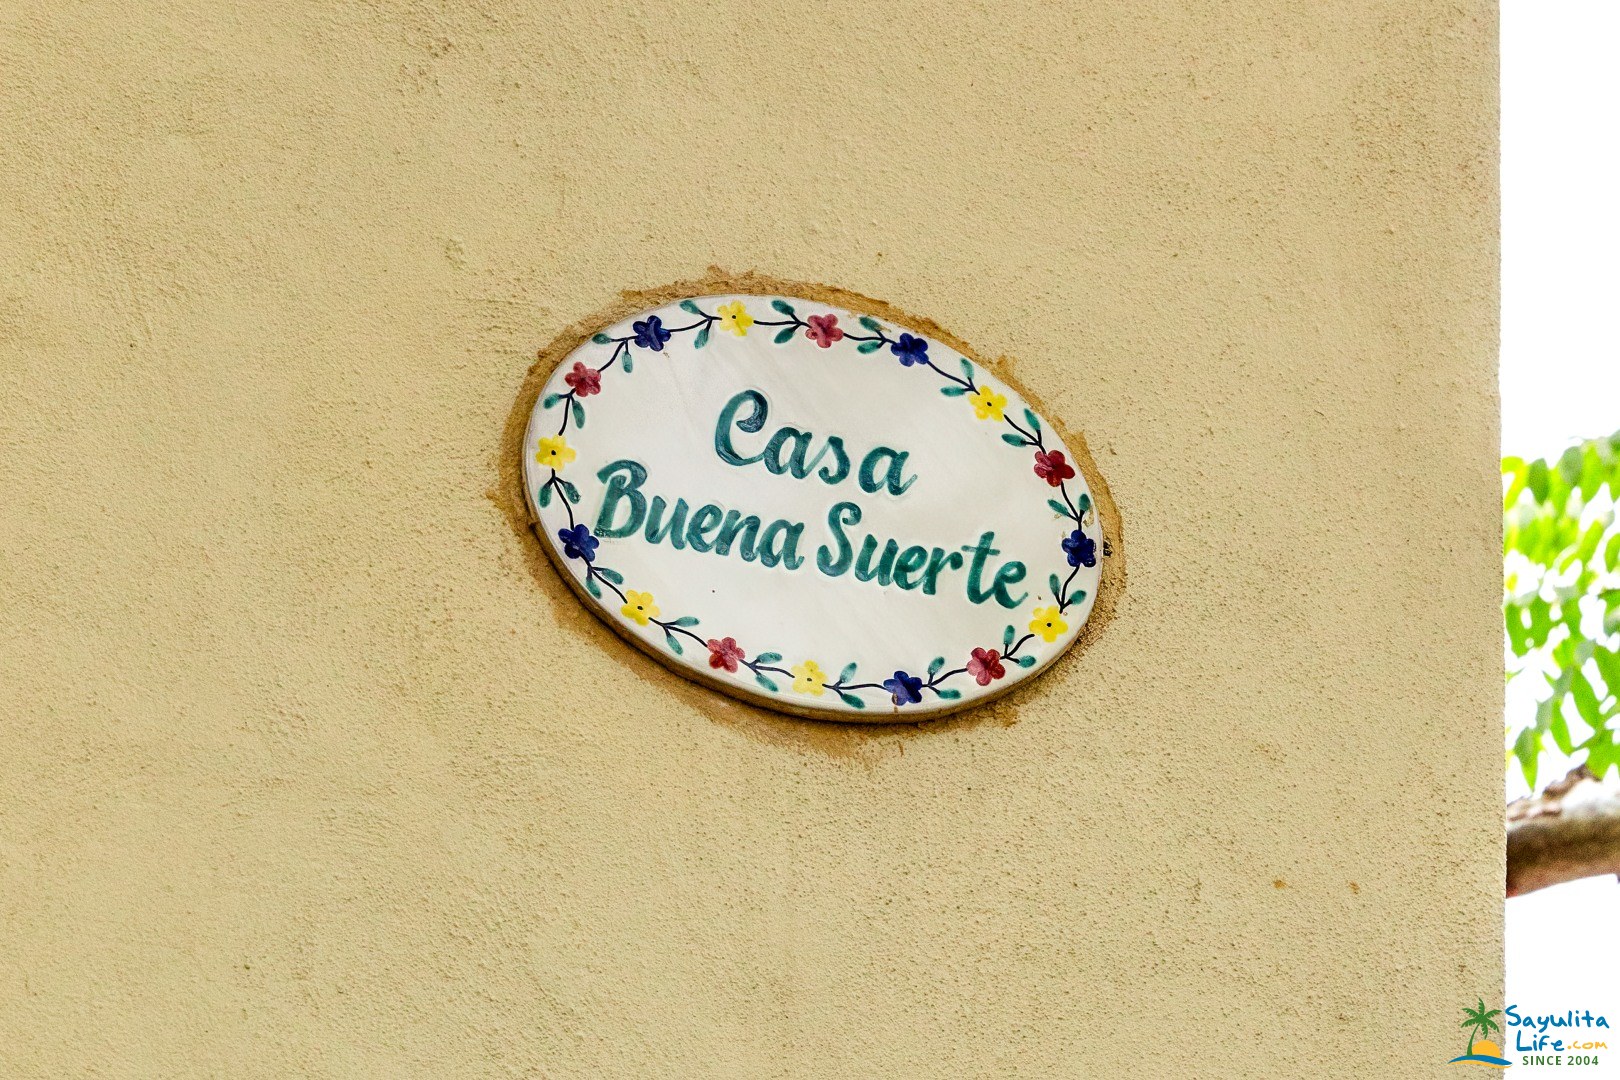 Casa
Buena Suerte
Sayulita
Life.com
SINCE 2004